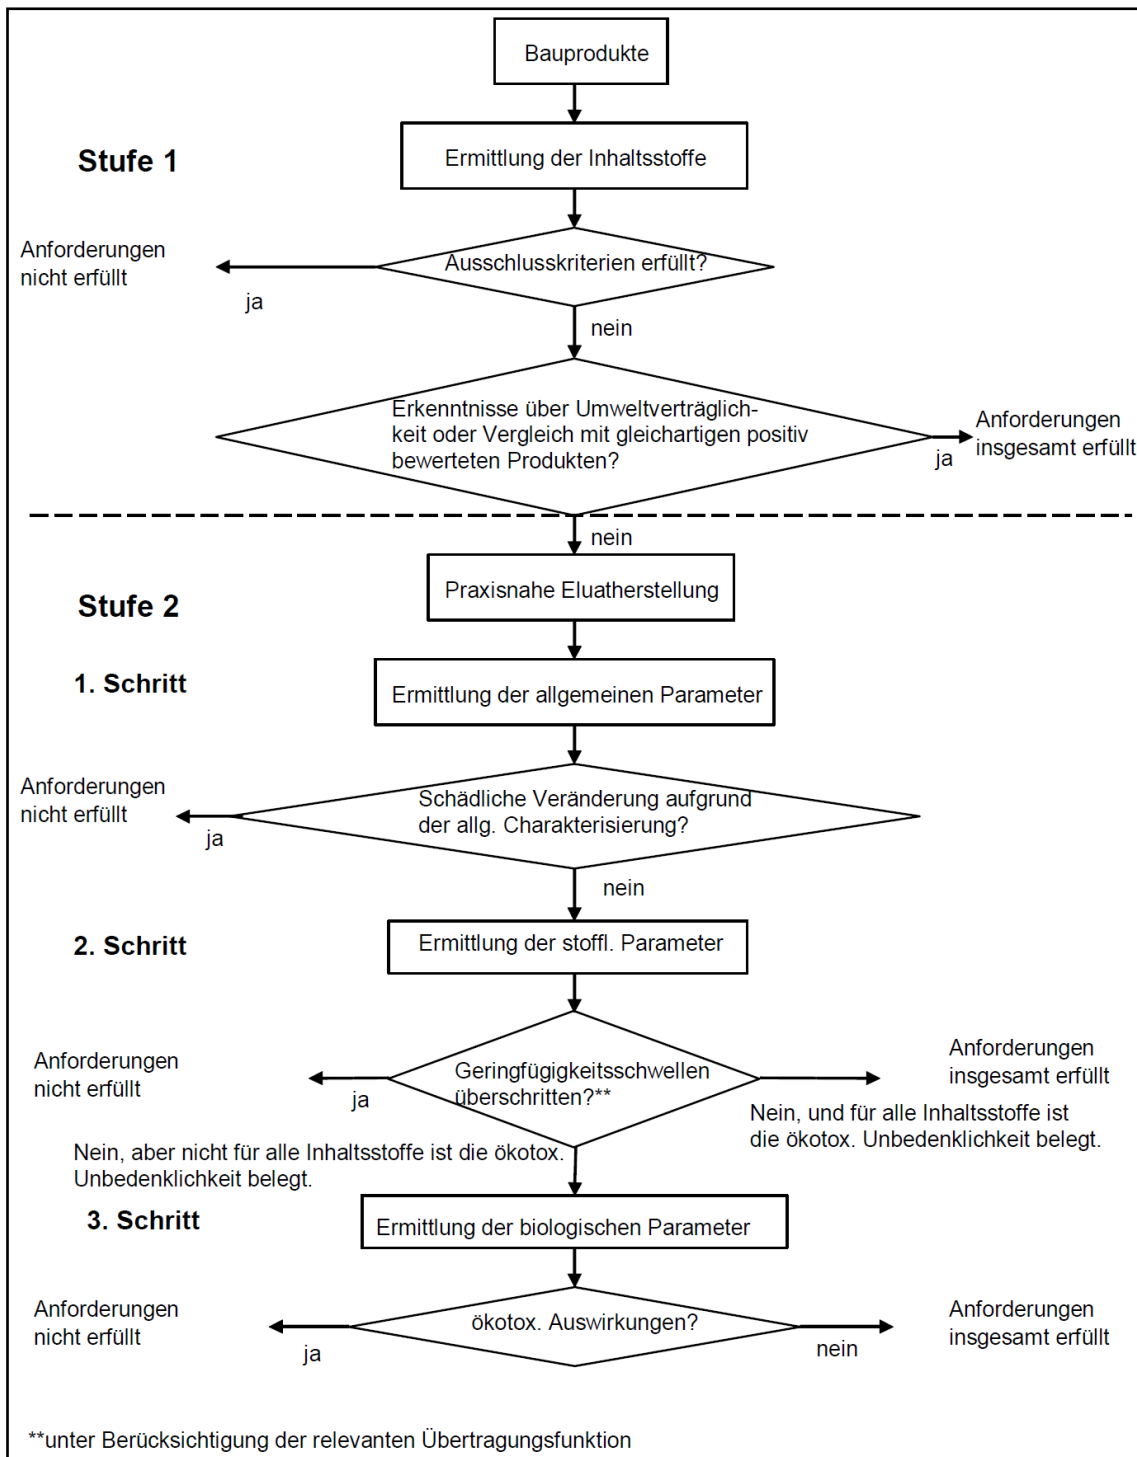 Bauprodukte
Stufe 1
Ermittlung der Inhaltsstoffe
Anforderungen
nicht erfüllt
Ausschlusskriterien erfüllt?
ja
nein
Erkenntnisse über Umweltverträglich-
keit oder Vergleich mit gleichartigen positiv
bewerteten Produkten?
Anforderungen
insgesamt erfüllt
ja
nein
Stufe 2
Praxisnahe Eluatherstellung
1. Schritt
Ermittlung der allgemeinen Parameter
Anforderungen
nicht erfüllt
Schädliche Veränderung aufgrund
der allg. Charakterisierung?
ja
nein
2. Schritt
Ermittlung der stoffl. Parameter
Anforderungen
nicht erfüllt
Geringfügigkeitsschwellen
überschritten?**
Anforderungen
insgesamt erfüllt
ja
Nein, und für alle Inhaltsstoffe ist
die ökotox. Unbedenklichkeit belegt.
Nein, aber nicht für alle Inhaltsstoffe ist die ökotox.
Unbedenklichkeit belegt.
3. Schritt
Ermittlung der biologischen Parameter
Anforderungen
nicht erfüllt
ökotox. Auswirkungen?
Anforderungen
insgesamt erfüllt
ja
nein
**unter Berücksichtigung der relevanten Übertragungsfunktion